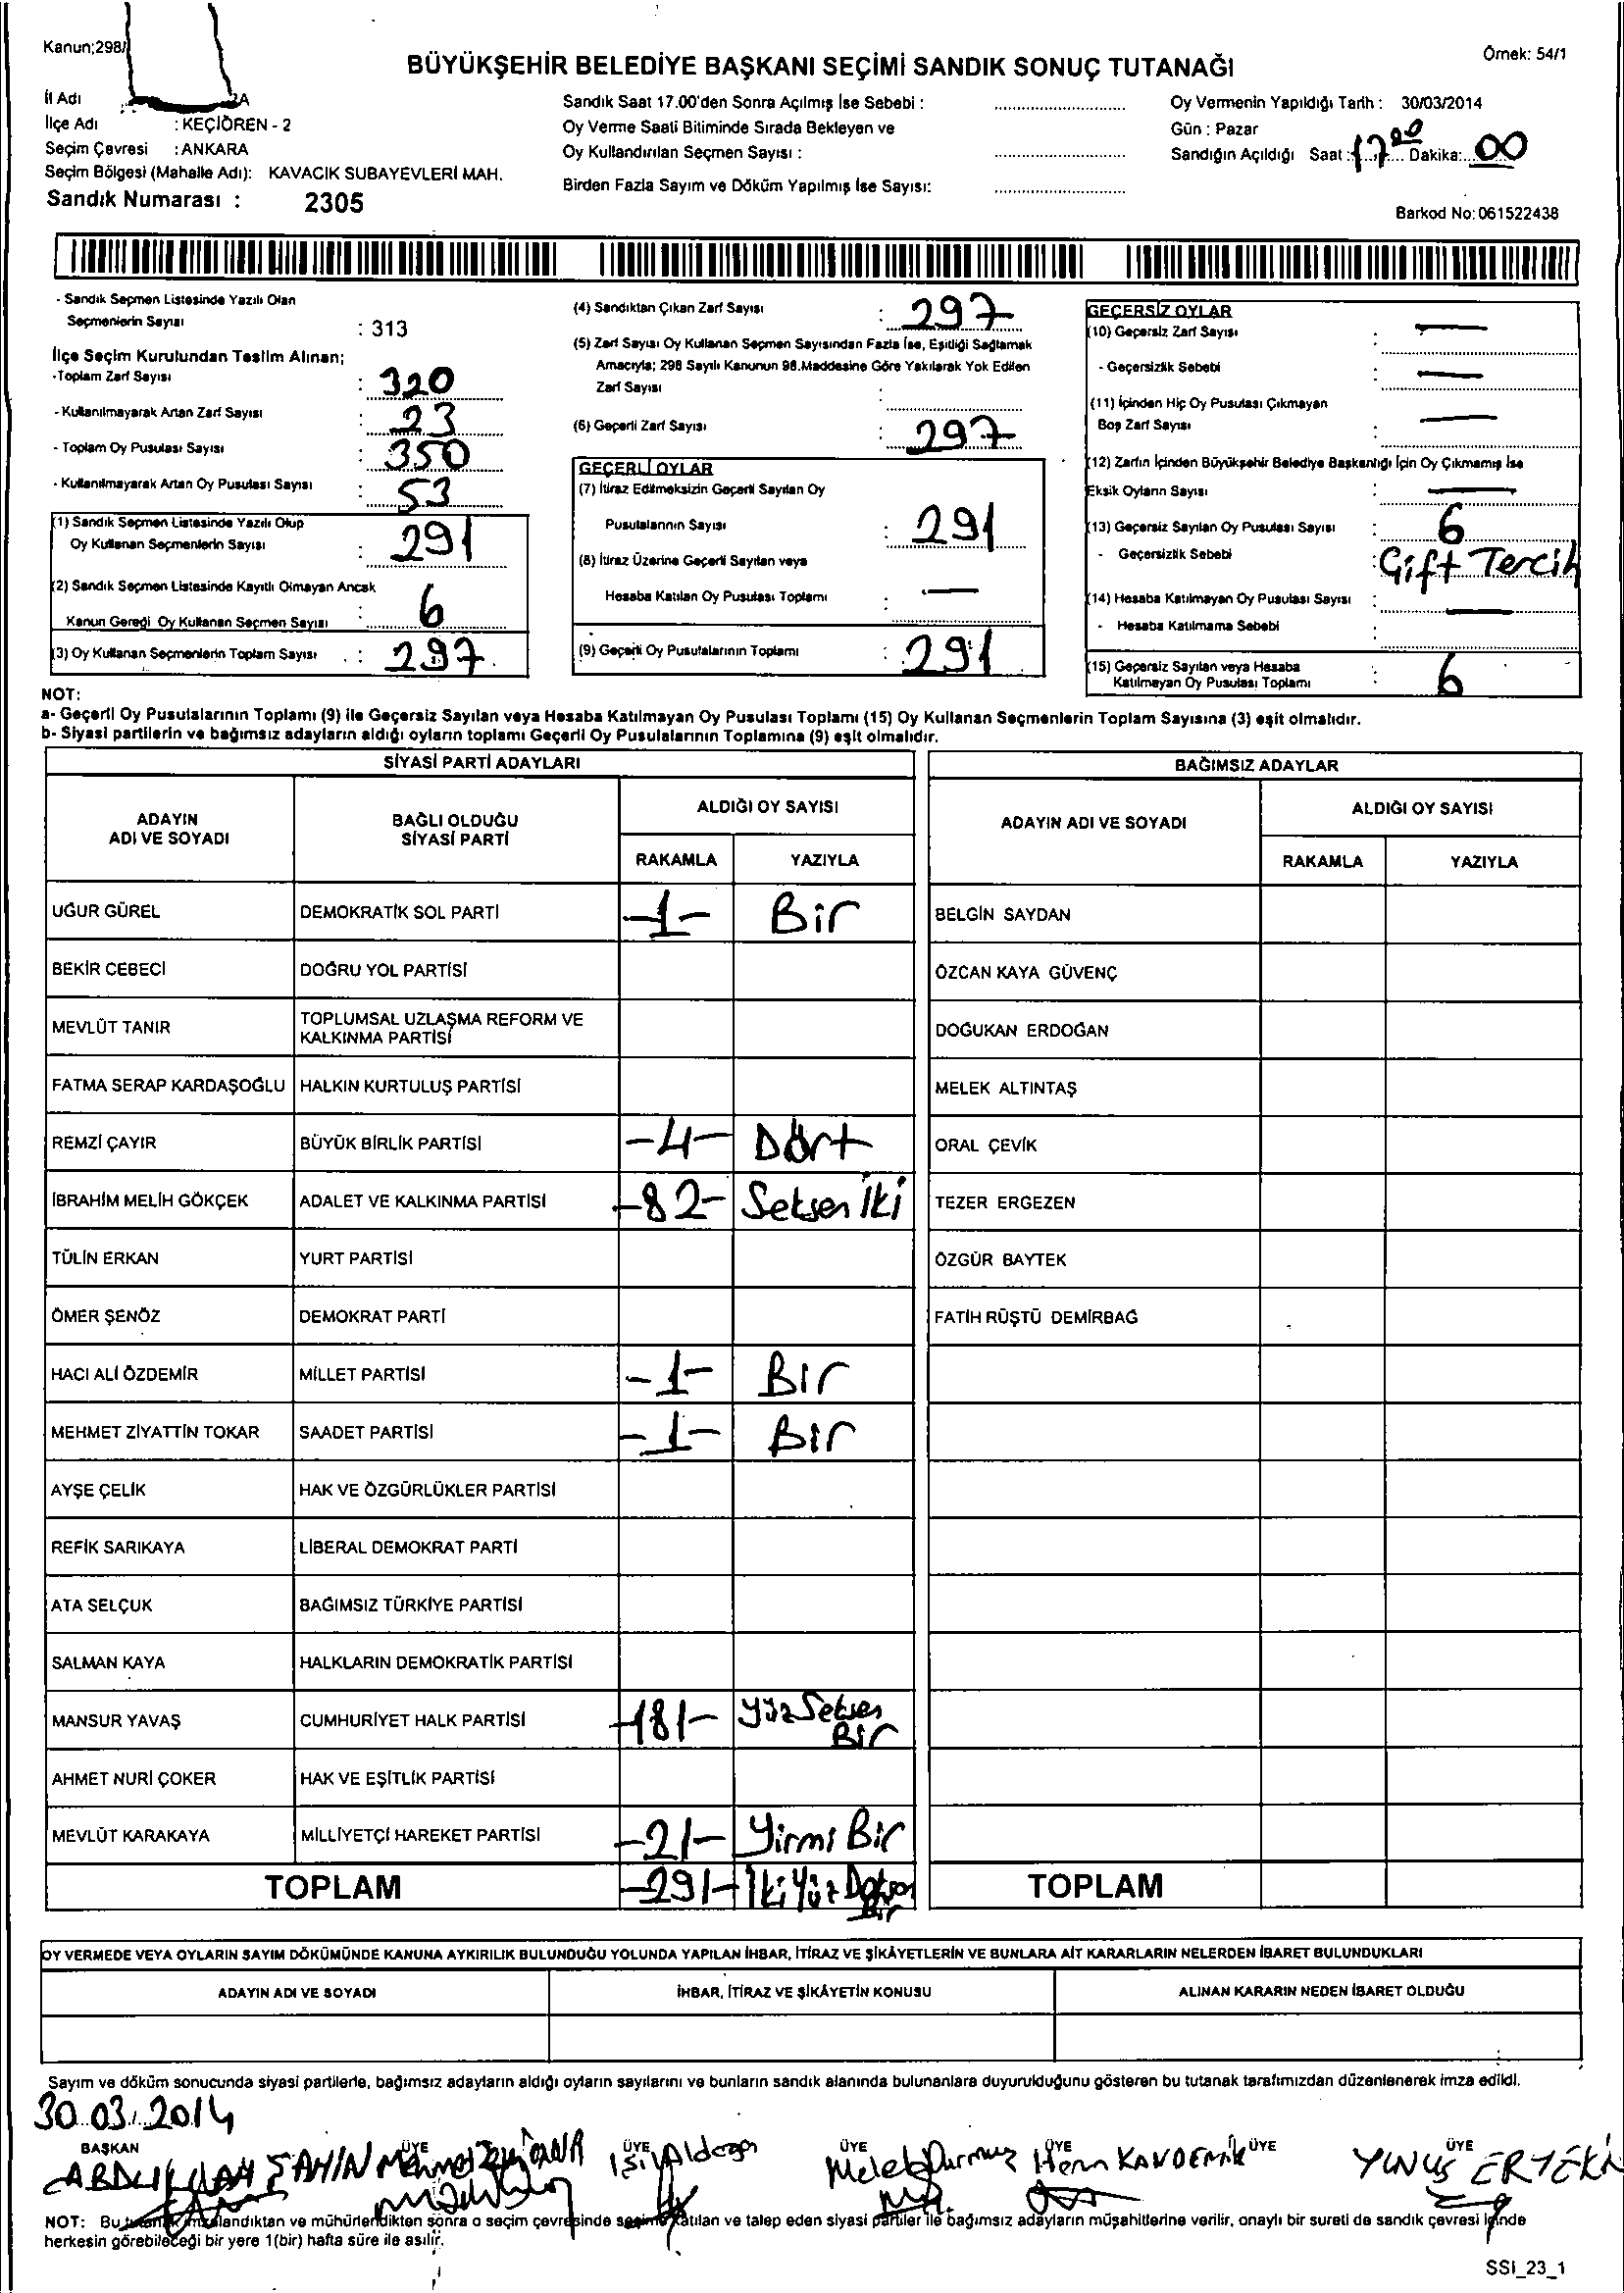 Kanun;298/
Örnek: 54/1
BÜYÜKŞEHİR BELEDİYE BAŞKANI SEÇİMİ SANDIK SONUÇ TUTANAĞI
İl Adı : RA
İlçe Adı : KEÇİÖREN - 2
Seçim Çevresi : ANKARA
Seçim Bölgesi (Mahalle Adı): KAVACIK SUBAYEVLERİ MAH.
Sandık Numarası : 2305
Sandık Saat 17.00'den Sonra Açılmış İse Sebebi :
Oy Verme Saati Bitiminde Sırada Bekleyen ve
Oy Kullandırılan Seçmen Sayısı :
Birden Fazla Sayım ve Döküm Yapılmış İse Sayısı:
Oy Vermenin Yapıldığı Tarih : 30/03/2014
Gün : Pazar
Sandığın Açıldığı Saat : 17 00 Dakika: 00
Barkod No: 061522438
- Sandık Seçmen Listesinde Yazılı Olan
Seçmenlerin Sayısı : 313
İlçe Seçim Kurulundan Teslim Alınan;
-Toplam Zarf Sayısı : 320
- Kullanılmayarak Artan Zarf Sayısı : 23
- Toplam Oy Pusulası Sayısı : 350
- Kullanılmayarak Artan Oy Pusulası Sayısı : 53
(1) Sandık Seçmen Listesinde Yazılı Olup
Oy Kullanan Seçmenlerin Sayısı : 291
(2) Sandık Seçmen Listesinde Kayıtlı Olmayan Ancak
Kanun Gereği Oy Kullanan Seçmen Sayısı : 6
(3) Oy Kullanan Seçmenlerin Toplam Sayısı : 297
(4) Sandıktan Çıkan Zarf Sayısı : 297
(5) Zarf Sayısı Oy Kullanan Seçmen Sayısından Fazla İse, Eşitliği Sağlamak
Amacıyla; 298 Sayılı Kanunun 98.Maddesine Göre Yakılarak Yok Edilen
Zarf Sayısı :
(6) Geçerli Zarf Sayısı : 297
GEÇERLİ OYLAR
(7) İtiraz Edilmeksizin Geçerli Sayılan Oy
Pusulalarının Sayısı : 291
(8) İtiraz Üzerine Geçerli Sayılan veya
Hesaba Katılan Oy Pusulası Toplamı : —
(9) Geçerli Oy Pusulalarının Toplamı : 291
GEÇERSİZ OYLAR
(10) Geçersiz Zarf Sayısı : —
- Geçersizlik Sebebi : —
(11) İçinden Hiç Oy Pusulası Çıkmayan
Boş Zarf Sayısı : —
(12) Zarfın İçinden Büyükşehir Belediye Başkanlığı İçin Oy Çıkmamış İse
Eksik Oyların Sayısı : —
(13) Geçersiz Sayılan Oy Pusulası Sayısı : 6
- Geçersizlik Sebebi : Çift Tercih
(14) Hesaba Katılmayan Oy Pusulası Sayısı : —
- Hesaba Katılmama Sebebi :
(15) Geçersiz Sayılan veya Hesaba
Katılmayan Oy Pusulası Toplamı : 6
NOT:
a- Geçerli Oy Pusulalarının Toplamı (9) ile Geçersiz Sayılan veya Hesaba Katılmayan Oy Pusulası Toplamı (15) Oy Kullanan Seçmenlerin Toplam Sayısına (3) eşit olmalıdır.
b- Siyasi partilerin ve bağımsız adayların aldığı oyların toplamı Geçerli Oy Pusulalarının Toplamına (9) eşit olmalıdır.
SİYASİ PARTİ ADAYLARI
ADAYIN ADI VE SOYADI BAĞLI OLDUĞU SİYASİ PARTİ ALDIĞI OY SAYISI
RAKAMLA YAZIYLA
UĞUR GÜREL DEMOKRATİK SOL PARTİ -1- Bir
BEKİR CEBECİ DOĞRU YOL PARTİSİ
MEVLÜT TANIR TOPLUMSAL UZLAŞMA REFORM VE KALKINMA PARTİSİ
FATMA SERAP KARDAŞOĞLU HALKIN KURTULUŞ PARTİSİ
REMZİ ÇAYIR BÜYÜK BİRLİK PARTİSİ -4- Dört
İBRAHİM MELİH GÖKÇEK ADALET VE KALKINMA PARTİSİ -82- Seksen İki
TÜLİN ERKAN YURT PARTİSİ
ÖMER ŞENÖZ DEMOKRAT PARTİ
HACI ALİ ÖZDEMİR MİLLET PARTİSİ -1- Bir
MEHMET ZİYATTİN TOKAR SAADET PARTİSİ -1- Bir
AYŞE ÇELİK HAK VE ÖZGÜRLÜKLER PARTİSİ
REFİK SARIKAYA LİBERAL DEMOKRAT PARTİ
ATA SELÇUK BAĞIMSIZ TÜRKİYE PARTİSİ
SALMAN KAYA HALKLARIN DEMOKRATİK PARTİSİ
MANSUR YAVAŞ CUMHURİYET HALK PARTİSİ -181- Yüz Seksen Bir
AHMET NURİ ÇOKER HAK VE EŞİTLİK PARTİSİ
MEVLÜT KARAKAYA MİLLİYETÇİ HAREKET PARTİSİ -21- Yirmi Bir
TOPLAM -291- İki Yüz Doksan Bir
BAĞIMSIZ ADAYLAR
ADAYIN ADI VE SOYADI ALDIĞI OY SAYISI
RAKAMLA YAZIYLA
BELGİN SAYDAN
ÖZCAN KAYA GÜVENÇ
DOĞUKAN ERDOĞAN
MELEK ALTINTAŞ
ORAL ÇEVİK
TEZER ERGEZEN
ÖZGÜR BAYTEK
FATİH RÜŞTÜ DEMİRBAĞ
TOPLAM
OY VERMEDE VEYA OYLARIN SAYIM DÖKÜMÜNDE KANUNA AYKIRILIK BULUNDUĞU YOLUNDA YAPILAN İHBAR, İTİRAZ VE ŞİKÂYETLERİN VE BUNLARA AİT KARARLARIN NELERDEN İBARET BULUNDUKLARI
ADAYIN ADI VE SOYADI İHBAR, İTİRAZ VE ŞİKÂYETİN KONUSU ALINAN KARARIN NEDEN İBARET OLDUĞU
Sayım ve döküm sonucunda siyasi partilerle, bağımsız adayların aldığı oyların sayılarını ve bunların sandık alanında bulunanlara duyurulduğunu gösteren bu tutanak tarafımızdan düzenlenerek imza edildi.
30.03.2014
BAŞKAN ÜYE ÜYE ÜYE ÜYE ÜYE ÜYE
ABDULLAH ŞAHİN Mehmet Işıl Melek Durmuz KANDEMİR YUNUS ERTEKİN
NOT: Bu tutanak imzalandıktan ve mühürlendikten sonra o seçim çevresinde seçime katılan ve talep eden siyasi partiler ile bağımsız adayların müşahitlerine verilir, onaylı bir sureti de sandık çevresi içinde
herkesin görebileceği bir yere 1(bir) hafta süre ile asılır.
SSI_23_1